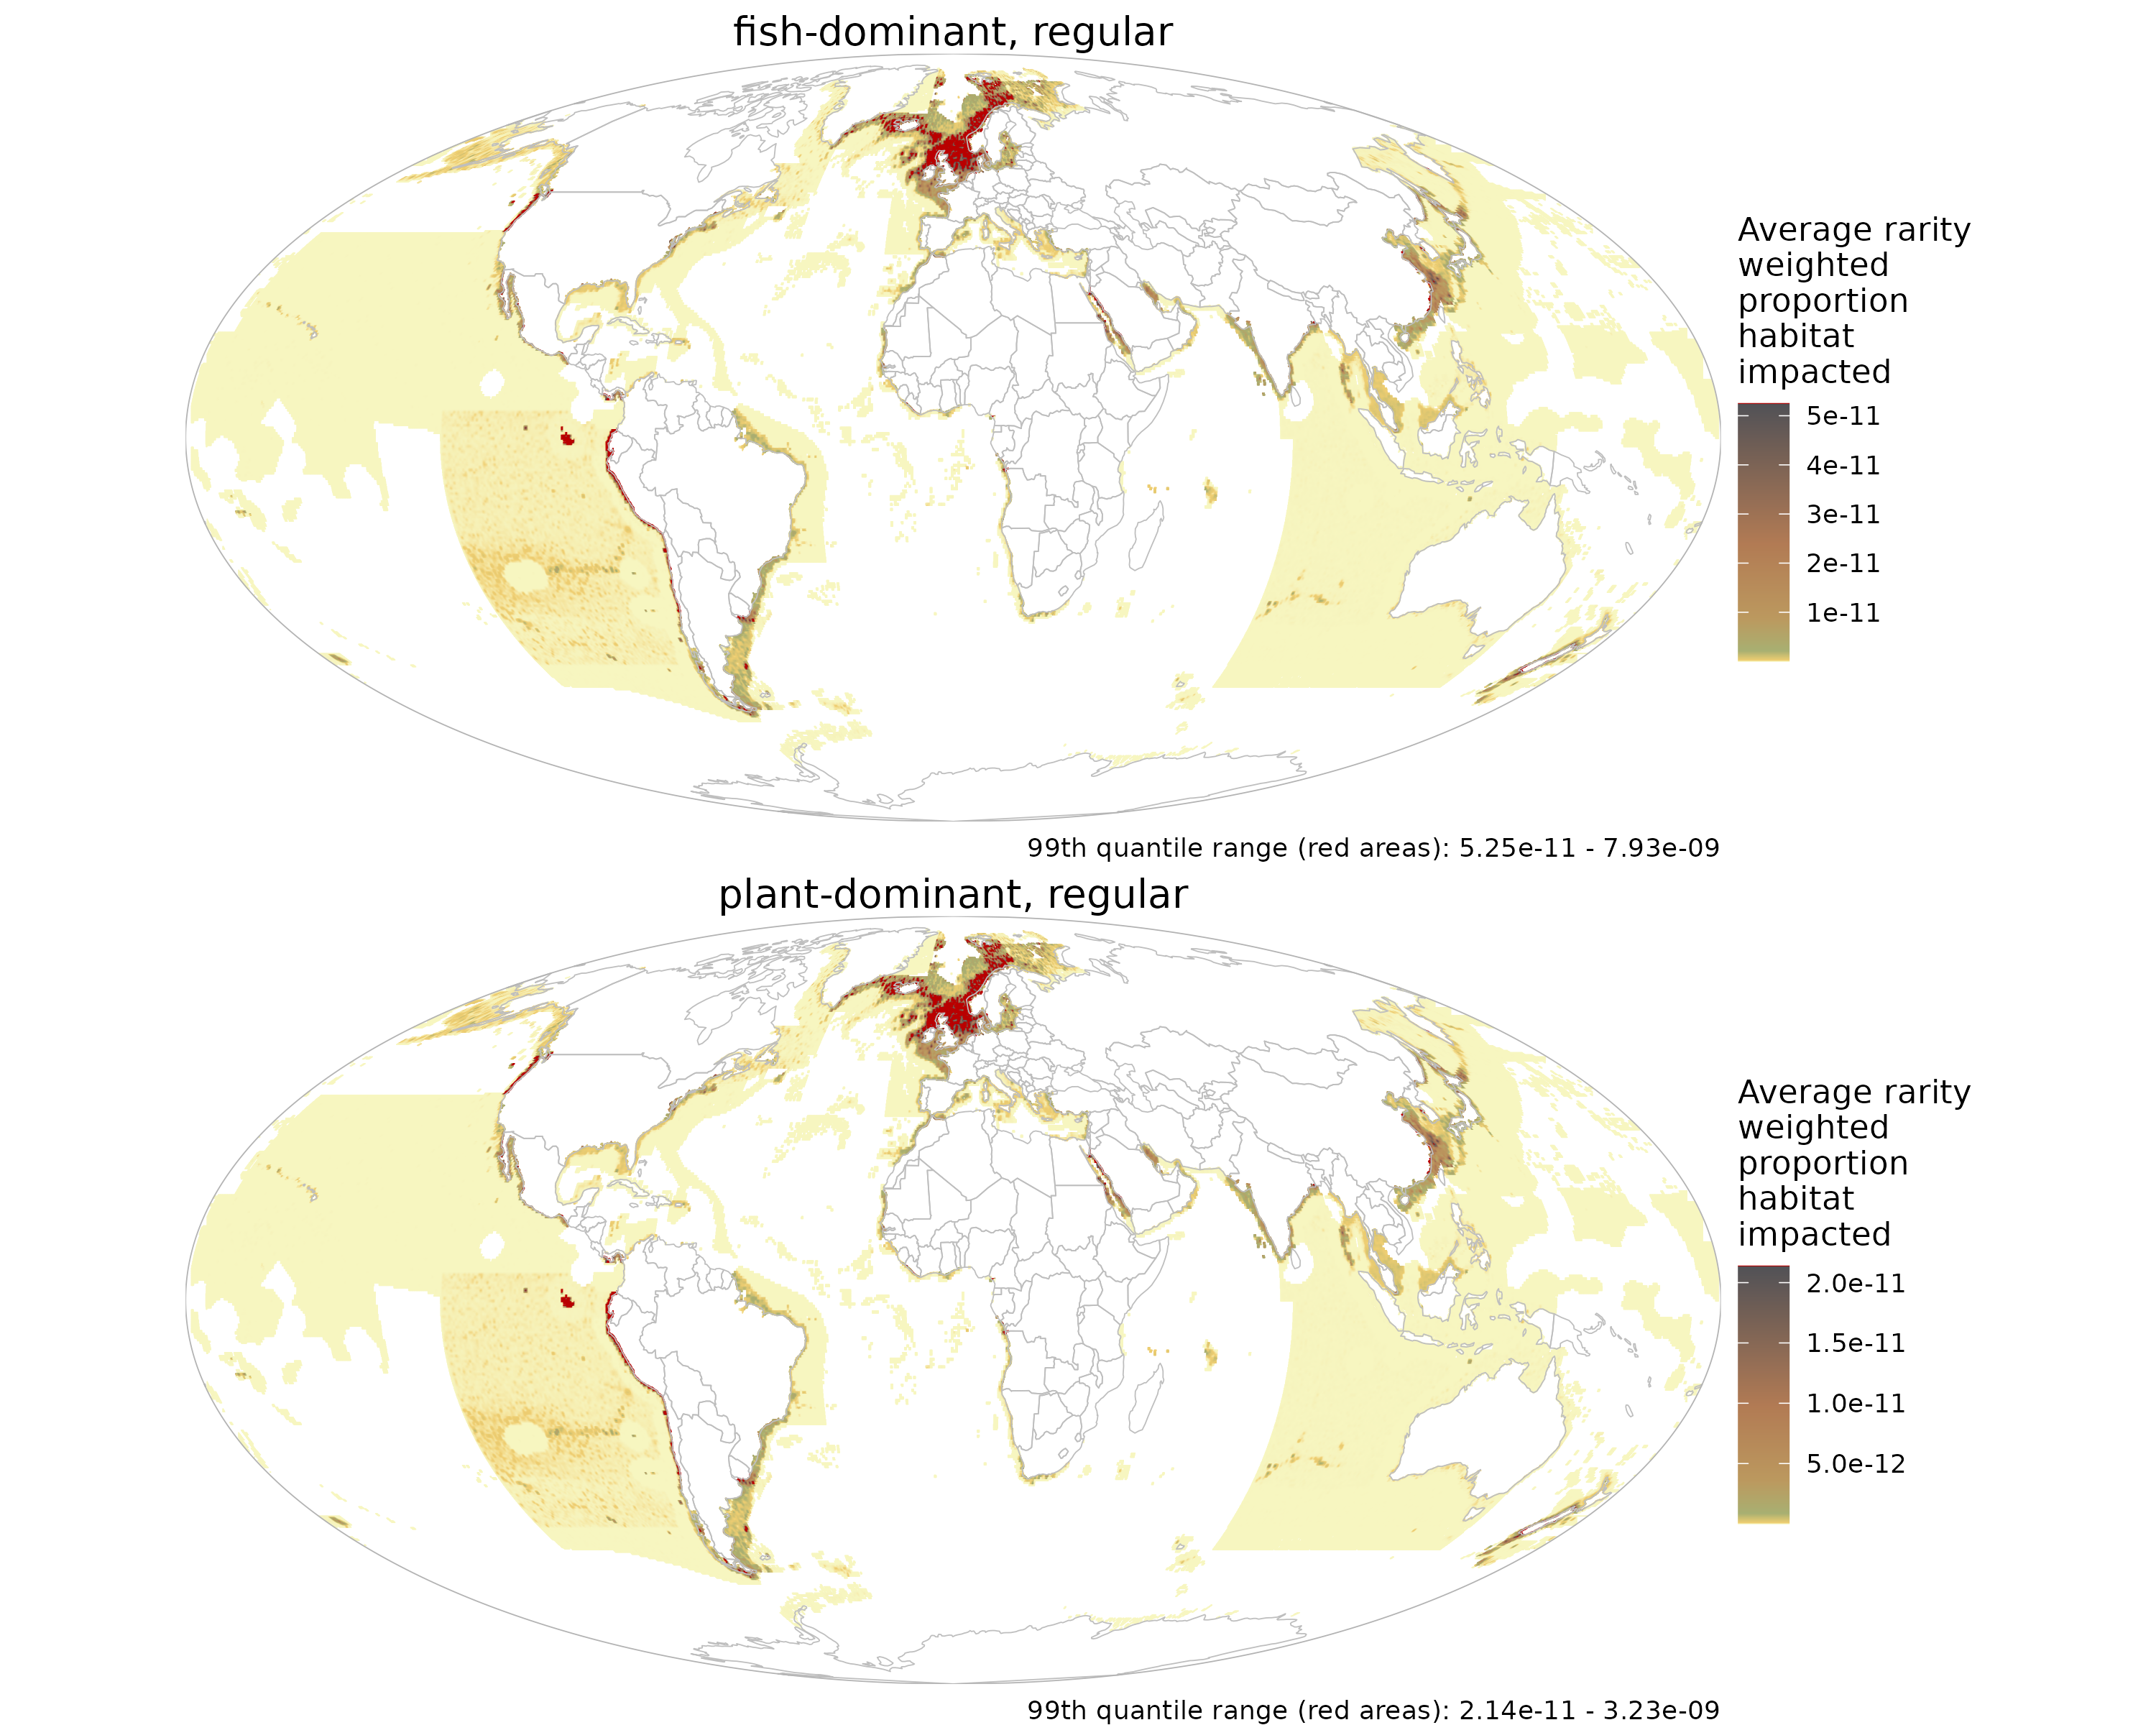 fish-dominant, regular
Average rarity
weighted
proportion
habitat
impacted
5e-11
4e-11
3e-11
2e-11
1e-11
99th quantile range (red areas): 5.25e-11 - 7.93e-09
plant-dominant, regular
Average rarity
weighted
proportion
habitat
impacted
2.0e-11
1.5e-11
1.0e-11
5.0e-12
99th quantile range (red areas): 2.14e-11 - 3.23e-09